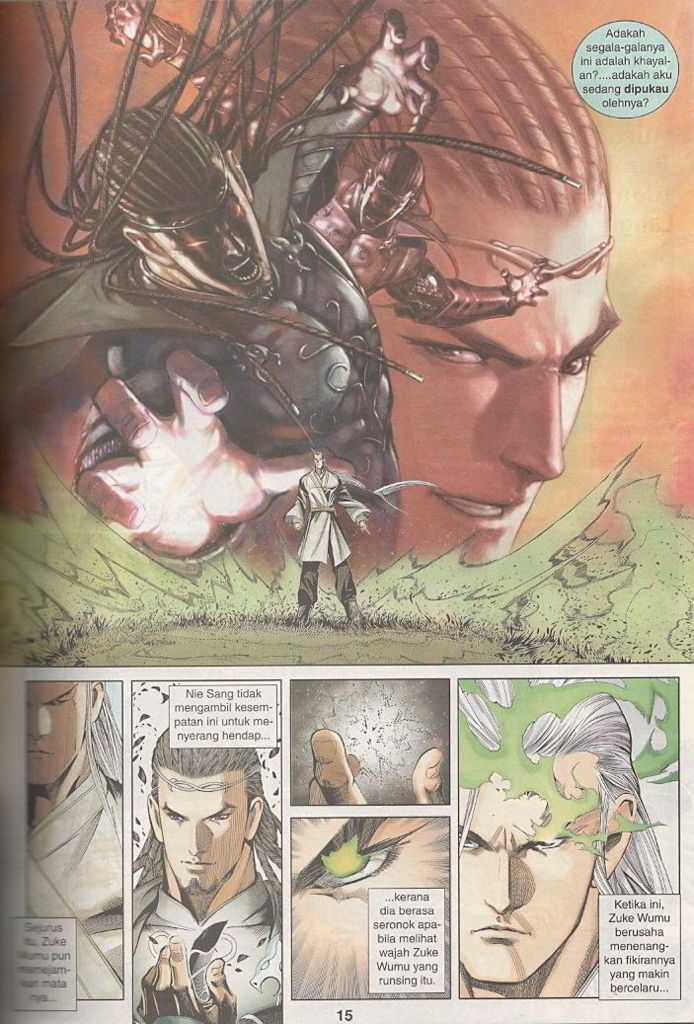 Adakah
segala-galanya
ini adalah khayal-
an?....adakah aku
sedang dipukau
olehnya?
Sejurus
itu, Zuke
Wumu pun
memejam-
kan mata
nya...
Nie Sang tidak
mengambil kesem-
patan ini untuk me-
nyerang hendap...
...kerana
dia berasa
seronok apa-
bila melihat
wajah Zuke
Wumu yang
runsing itu.
Ketika ini,
Zuke Wumu
berusaha
menenang-
kan fikirannya
yang makin
bercelaru...
15